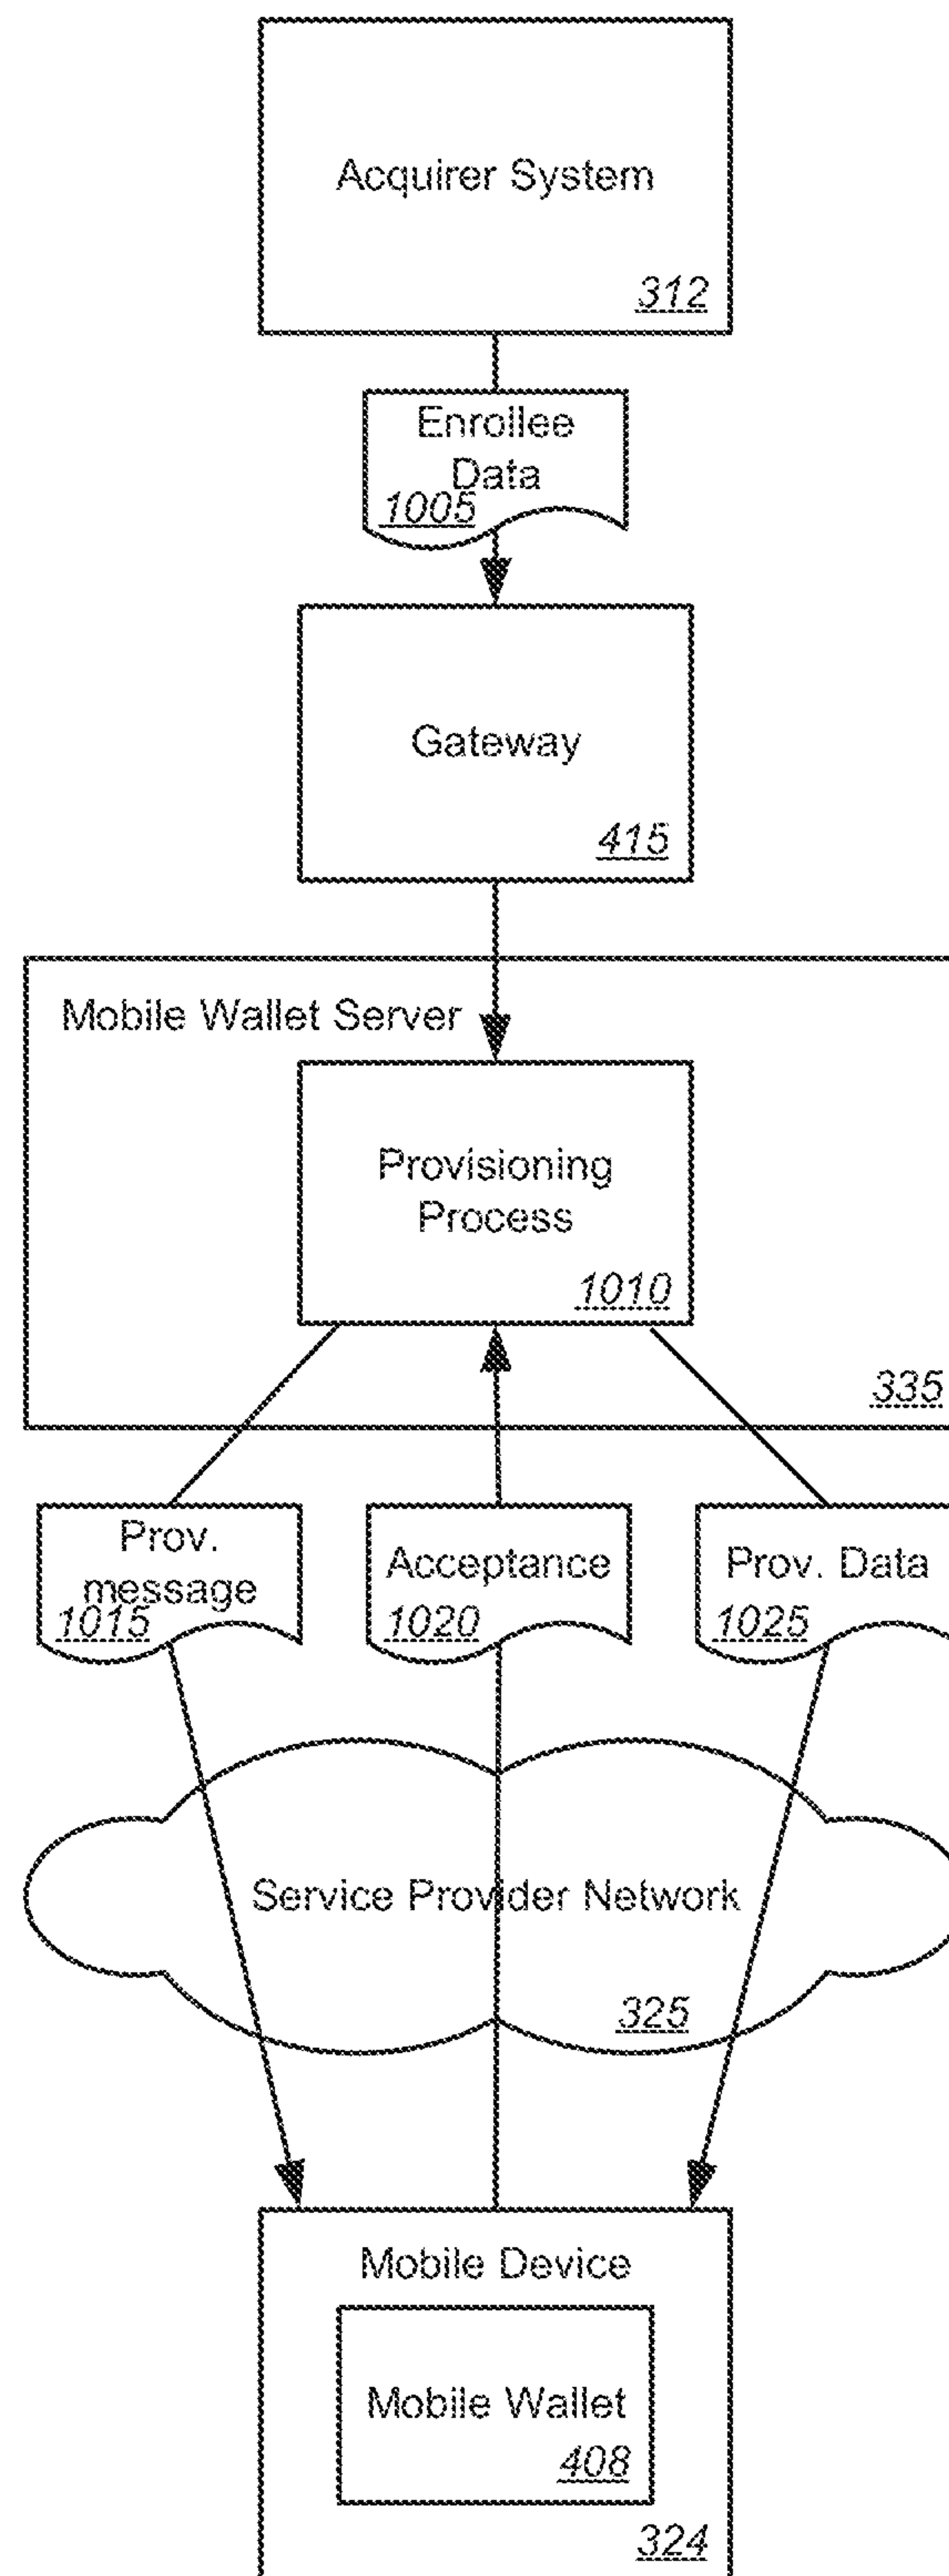 Acquirer System
312
Enrollee
Data
1005
Gateway
415
Mobile Wallet Server
Provisioning
Process
1010
335
Prov.
message
1015
Acceptance
1020
Prov. Data
1025
Service Provider Network
325
Mobile Device
Mobile Wallet
408
324